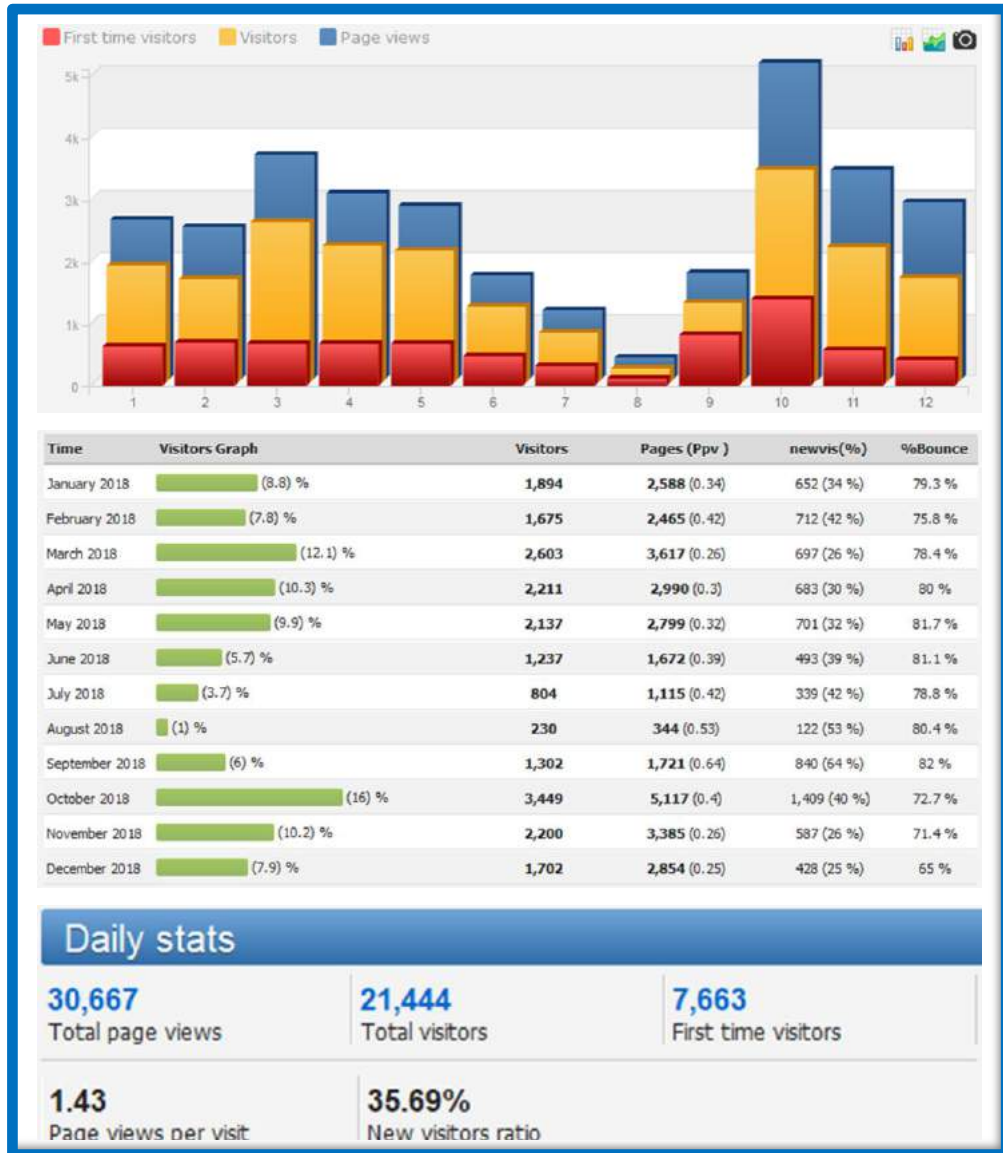 First time visitors Visitors Page views
5k
4k
3k
2k
1k
0
1 2 3 4 5 6 7 8 9 10 11 12
Time Visitors Graph Visitors Pages (Ppv ) newvis(%) %Bounce
January 2018 (8.8) % 1,894 2,588 (0.34) 652 (34 %) 79.3 %
February 2018 (7.8) % 1,675 2,465 (0.42) 712 (42 %) 75.8 %
March 2018 (12.1) % 2,603 3,617 (0.26) 697 (26 %) 78.4 %
April 2018 (10.3) % 2,211 2,990 (0.3) 683 (30 %) 80 %
May 2018 (9.9) % 2,137 2,799 (0.32) 701 (32 %) 81.7 %
June 2018 (5.7) % 1,237 1,672 (0.39) 493 (39 %) 81.1 %
July 2018 (3.7) % 804 1,115 (0.42) 339 (42 %) 78.8 %
August 2018 (1) % 230 344 (0.53) 122 (53 %) 80.4 %
September 2018 (6) % 1,302 1,721 (0.64) 840 (64 %) 82 %
October 2018 (16) % 3,449 5,117 (0.4) 1,409 (40 %) 72.7 %
November 2018 (10.2) % 2,200 3,385 (0.26) 587 (26 %) 71.4 %
December 2018 (7.9) % 1,702 2,854 (0.25) 428 (25 %) 65 %
Daily stats
30,667 21,444 7,663
Total page views Total visitors First time visitors
1.43 35.69%
Page views per visit New visitors ratio